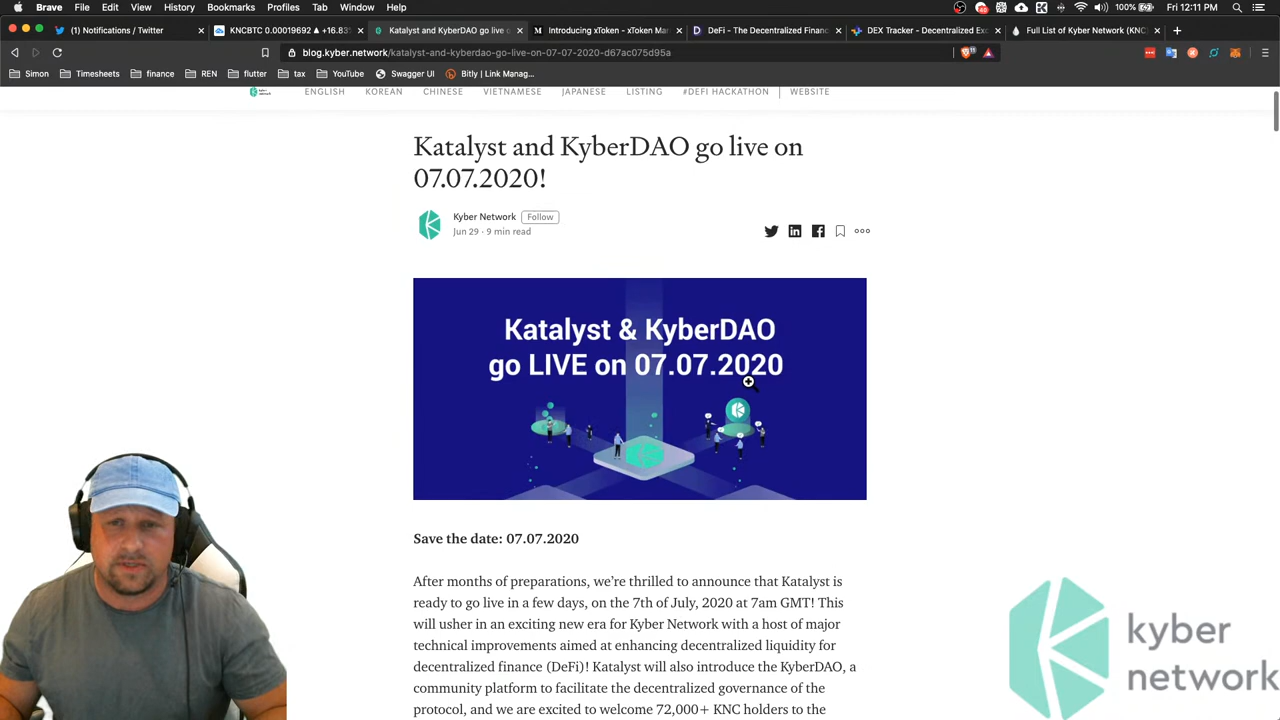 Brave File Edit View History Bookmarks Profiles Tab Window Help 100% Fri 12:11 PM
(1) Notifications / Twitter
KNCBTC 0.00019692 ▲ +16.83
Katalyst and KyberDAO go live o
Introducing xToken - xToken Mar
DeFi - The Decentralized Financ
DEX Tracker - Decentralized Exc
Full List of Kyber Network (KNC
blog.kyber.network/katalyst-and-kyberdao-go-live-on-07-07-2020-d67ac075d95a
Simon Timesheets finance REN flutter tax YouTube Swagger UI Bitly | Link Manag...
ENGLISH KOREAN CHINESE VIETNAMESE JAPANESE LISTING #DEFI HACKATHON WEBSITE
Katalyst and KyberDAO go live on
07.07.2020!
Kyber Network Follow
Jun 29 · 9 min read
Katalyst & KyberDAO
go LIVE on 07.07.2020
Save the date: 07.07.2020
After months of preparations, we’re thrilled to announce that Katalyst is
ready to go live in a few days, on the 7th of July, 2020 at 7am GMT! This
will usher in an exciting new era for Kyber Network with a host of major
technical improvements aimed at enhancing decentralized liquidity for
decentralized finance (DeFi)! Katalyst will also introduce the KyberDAO, a
community platform to facilitate the decentralized governance of the
protocol, and we are excited to welcome 72,000+ KNC holders to the
kyber
network